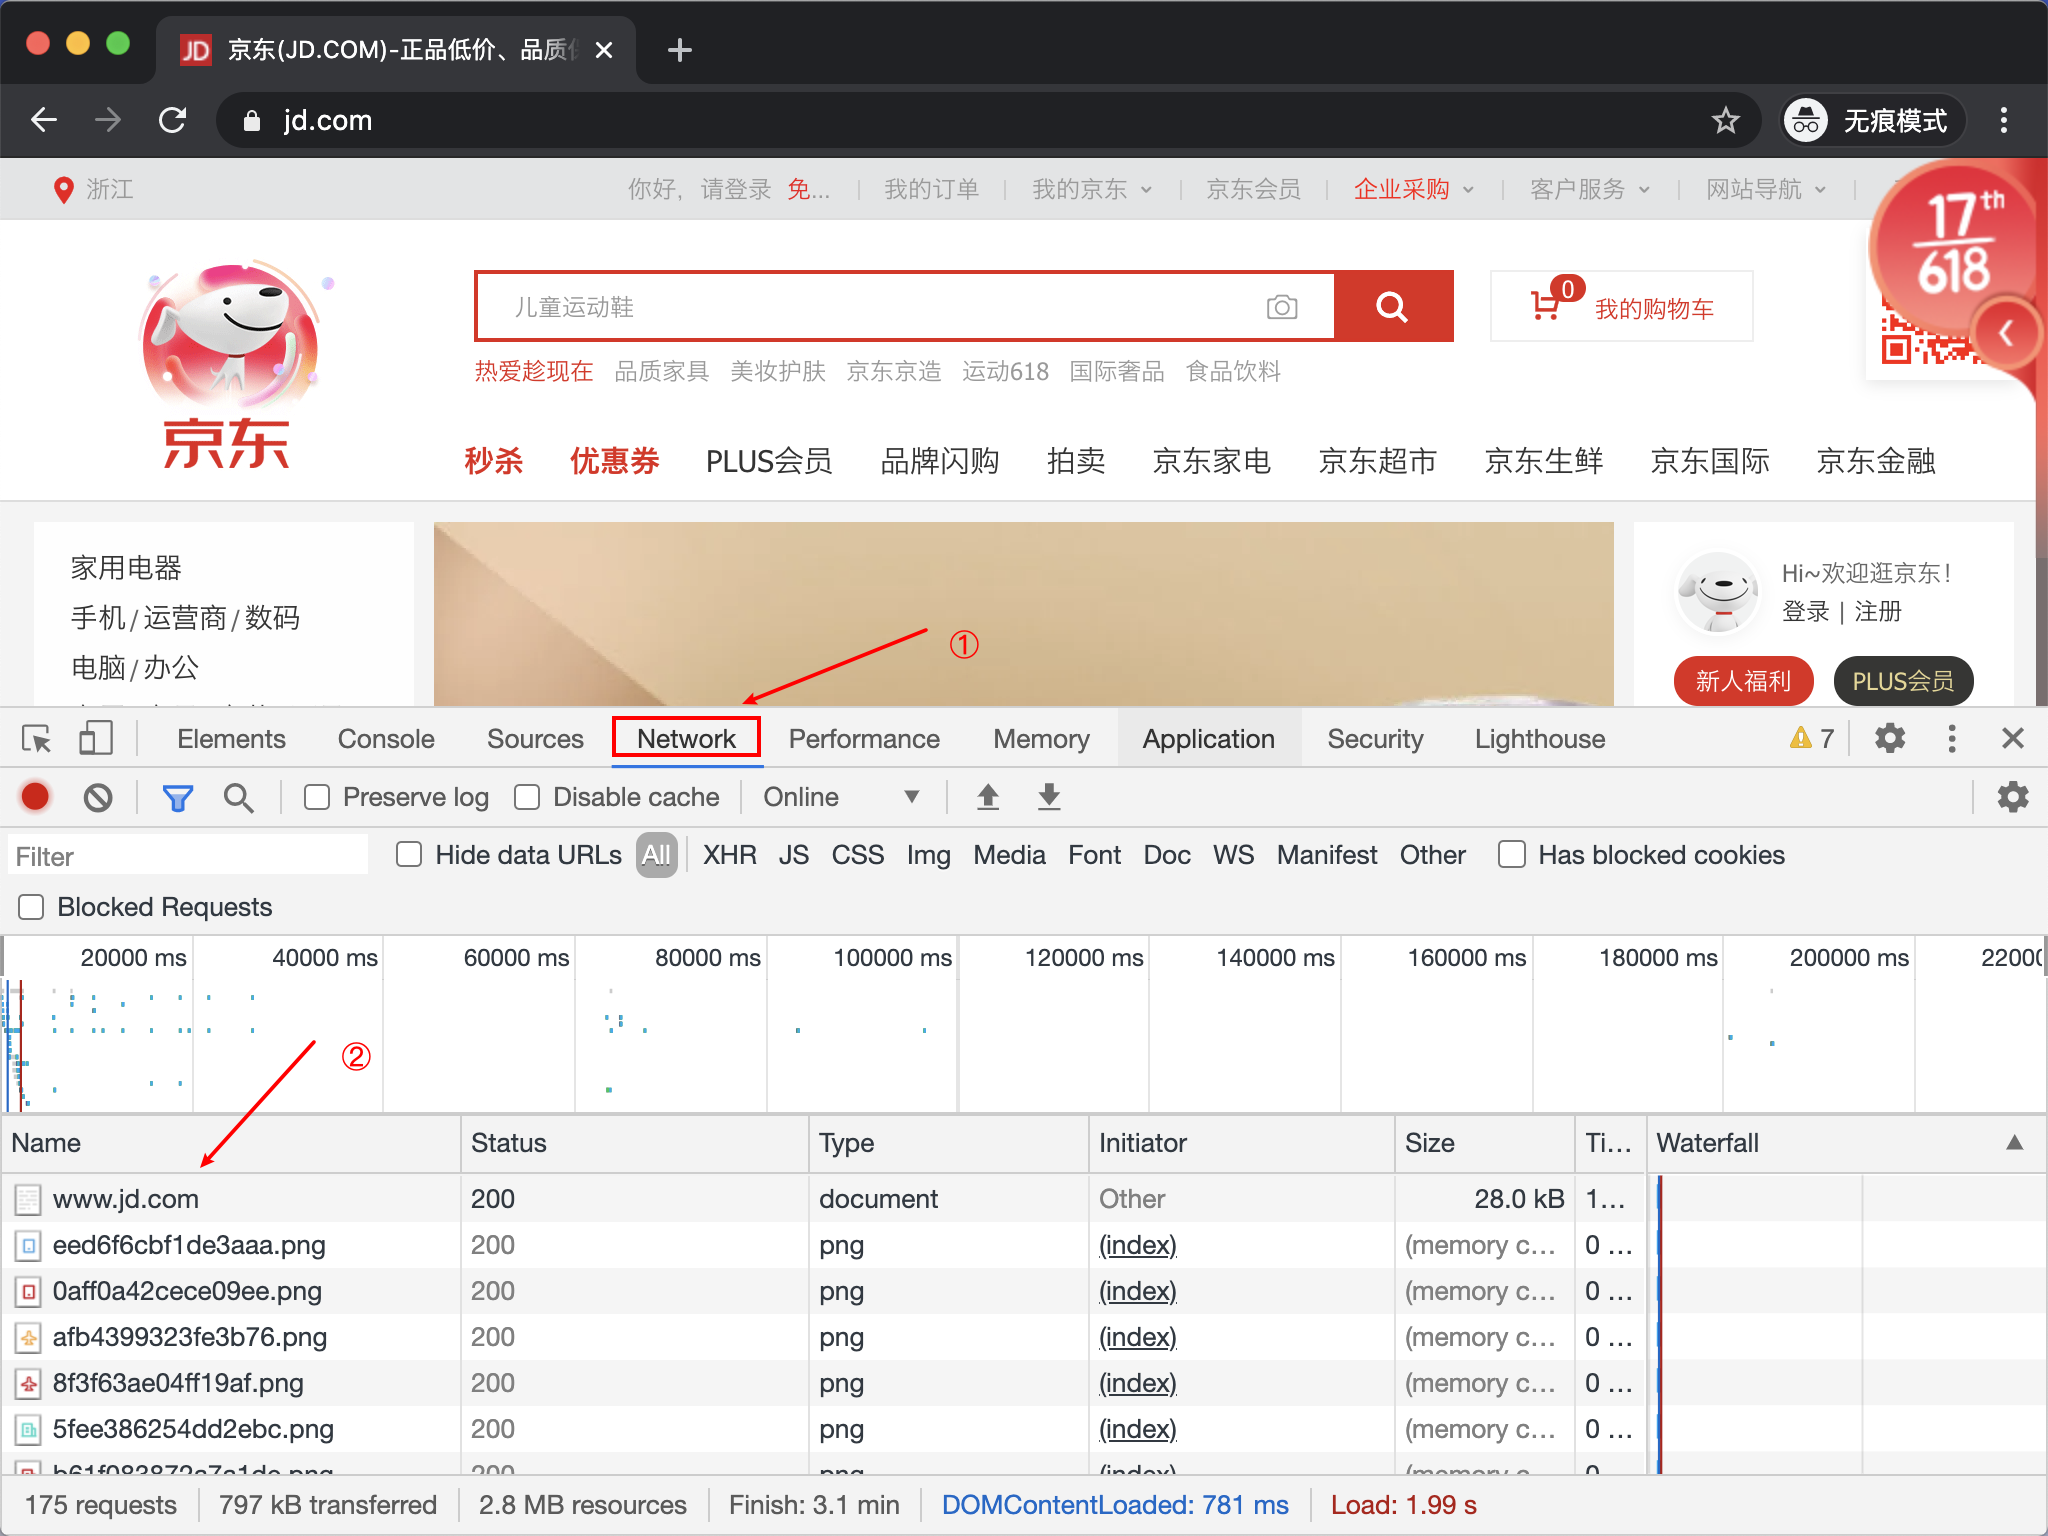 JD 京东(JD.COM)-正品低价、品质
jd.com 无痕模式
浙江 你好，请登录 免... 我的订单 我的京东 京东会员 企业采购 客户服务 网站导航
17th
618
儿童运动鞋 0 我的购物车
热爱趁现在 品质家具 美妆护肤 京东京造 运动618 国际奢品 食品饮料
京东
秒杀 优惠券 PLUS会员 品牌闪购 拍卖 京东家电 京东超市 京东生鲜 京东国际 京东金融
家用电器
手机/运营商/数码
电脑/办公
Hi~欢迎逛京东！
登录 | 注册
新人福利 PLUS会员
①
Elements Console Sources Network Performance Memory Application Security Lighthouse 7
Preserve log Disable cache Online
Filter Hide data URLs All XHR JS CSS Img Media Font Doc WS Manifest Other Has blocked cookies
Blocked Requests
20000 ms 40000 ms 60000 ms 80000 ms 100000 ms 120000 ms 140000 ms 160000 ms 180000 ms 200000 ms
②
Name Status Type Initiator Size Ti... Waterfall
www.jd.com 200 document Other 28.0 kB 1...
eed6f6cbf1de3aaa.png 200 png (index) (memory c... 0 ...
0aff0a42cece09ee.png 200 png (index) (memory c... 0 ...
afb4399323fe3b76.png 200 png (index) (memory c... 0 ...
8f3f63ae04ff19af.png 200 png (index) (memory c... 0 ...
5fee386254dd2ebc.png 200 png (index) (memory c... 0 ...
175 requests 797 kB transferred 2.8 MB resources Finish: 3.1 min DOMContentLoaded: 781 ms Load: 1.99 s